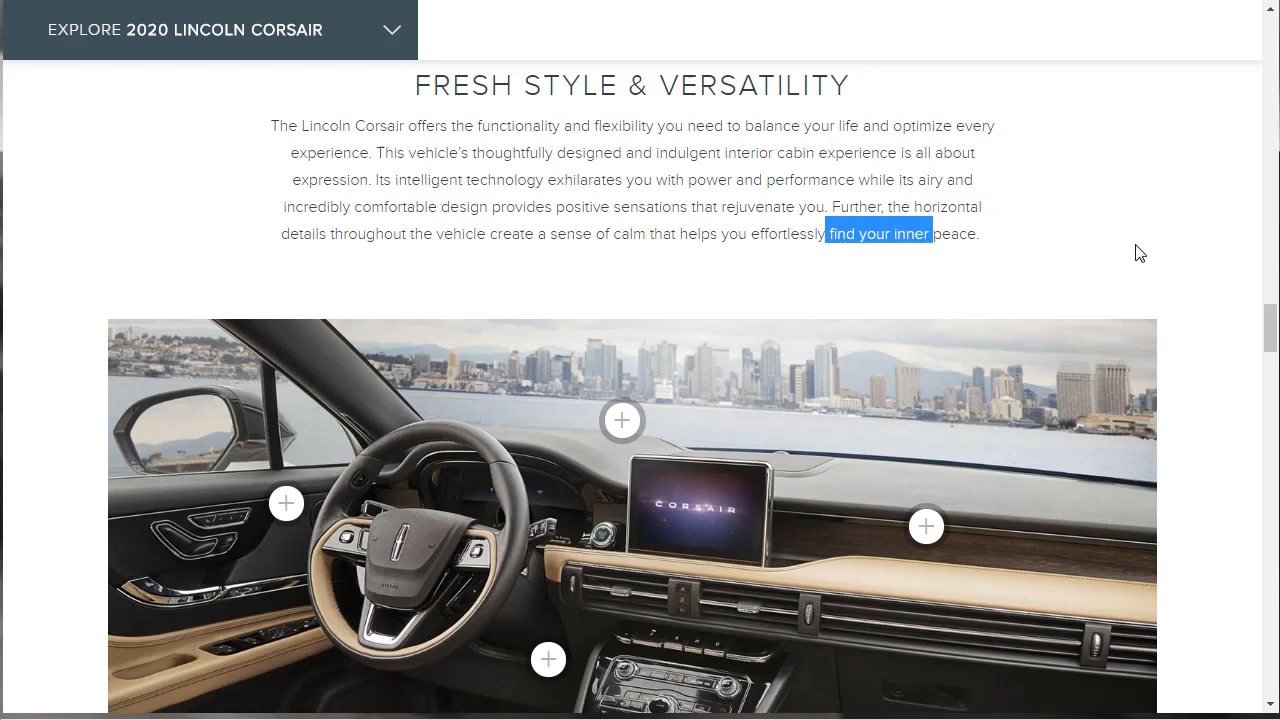 EXPLORE 2020 LINCOLN CORSAIR
FRESH STYLE & VERSATILITY
The Lincoln Corsair offers the functionality and flexibility you need to balance your life and optimize every
experience. This vehicle’s thoughtfully designed and indulgent interior cabin experience is all about
expression. Its intelligent technology exhilarates you with power and performance while its airy and
incredibly comfortable design provides positive sensations that rejuvenate you. Further, the horizontal
details throughout the vehicle create a sense of calm that helps you effortlessly find your inner peace.
CORSAIR